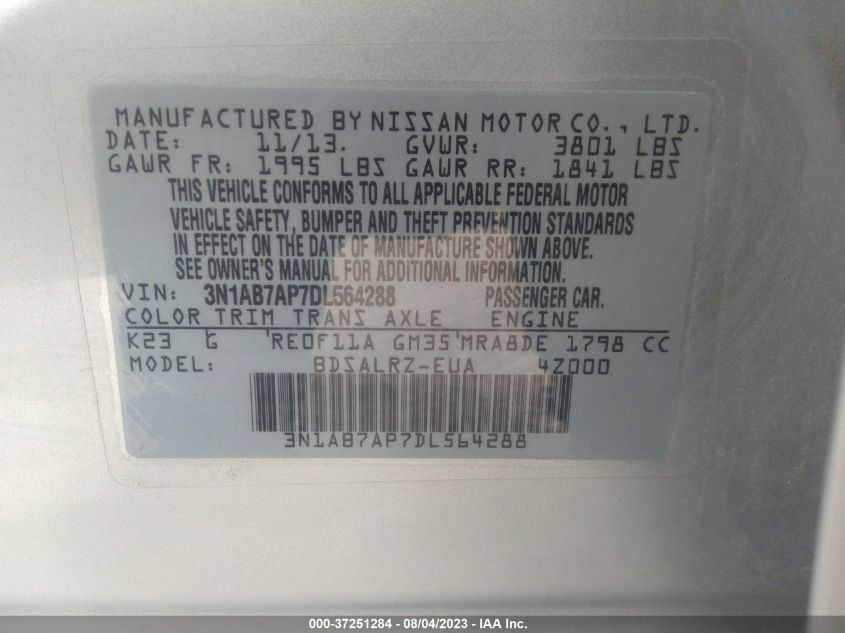 MANUFACTURED BY NISSAN MOTOR CO., LTD.
DATE: 11/13. GVWR: 3801 LBS
GAWR FR: 1995 LBS GAWR RR: 1841 LBS
THIS VEHICLE CONFORMS TO ALL APPLICABLE FEDERAL MOTOR
VEHICLE SAFETY, BUMPER AND THEFT PREVENTION STANDARDS
IN EFFECT ON THE DATE OF MANUFACTURE SHOWN ABOVE.
SEE OWNER'S MANUAL FOR ADDITIONAL INFORMATION.
VIN: 3N1AB7AP7DL564288 PASSENGER CAR.
COLOR TRIM TRANS AXLE ENGINE
K23 G RE0F11A GM35 MRA8DE 1798 CC
MODEL: BDSALRZ-EUA 4Z000
3N1AB7AP7DL564288
000-37251284 - 08/04/2023 - IAA Inc.